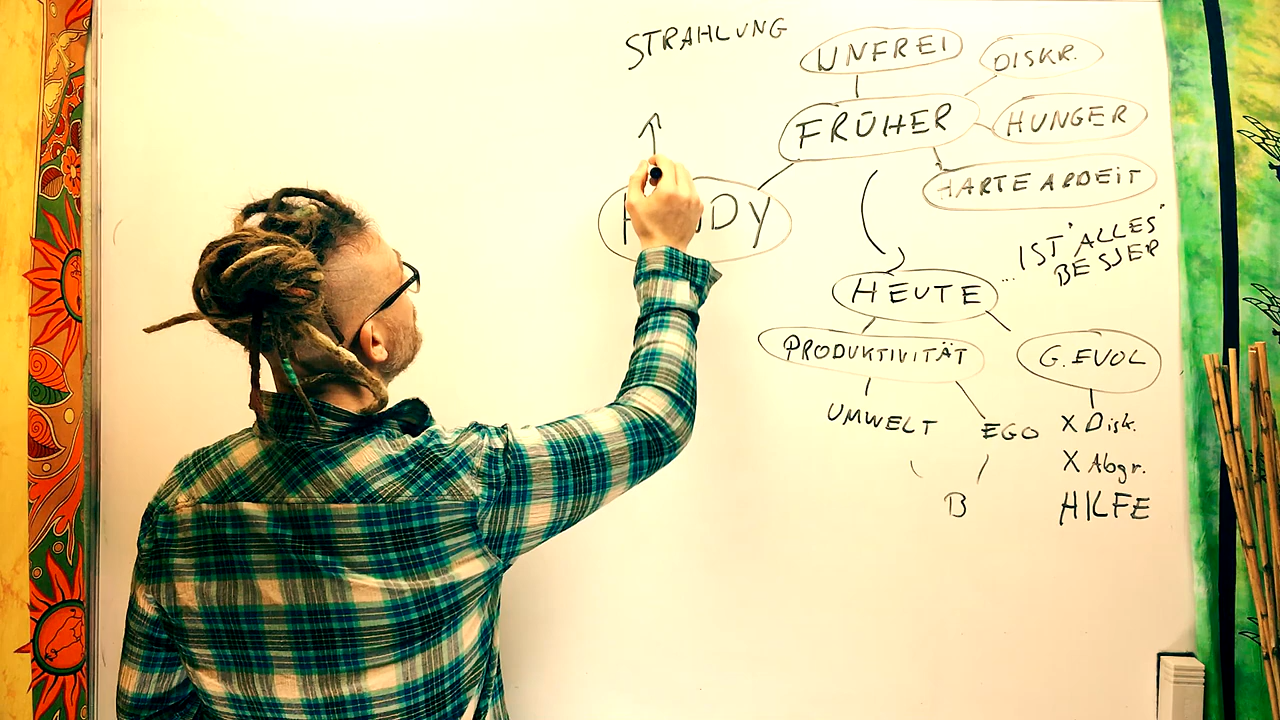 STRAHLUNG
UNFREI
DISKR.
FRÜHER
HUNGER
HARTE ARBEIT
HEUTE
... IST "ALLES"
BESSER
PRODUKTIVITÄT
G. EVOL
UMWELT
EGO
X Disk.
X Abgr.
HILFE
B